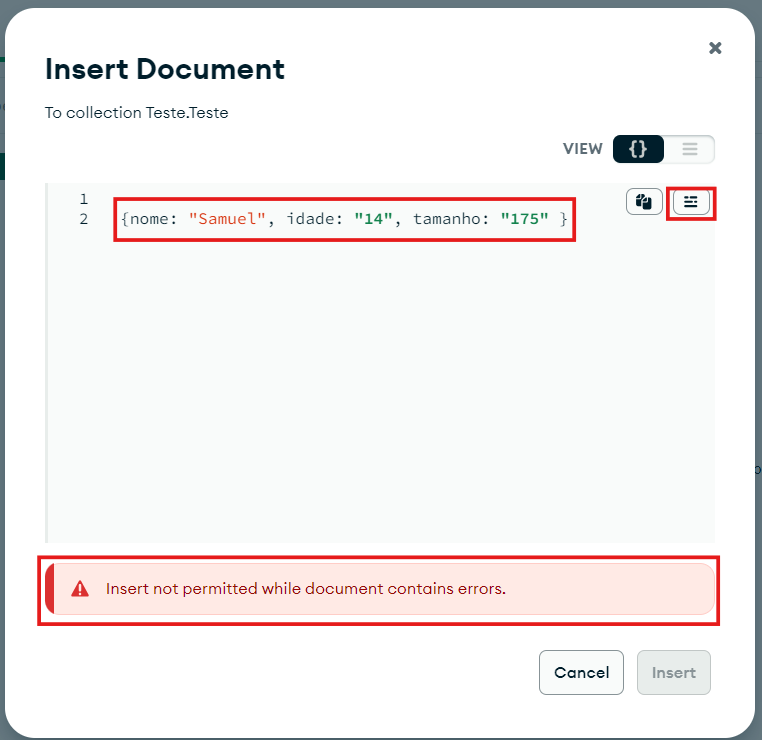 Insert Document
To collection Teste.Teste
VIEW {}
1
2 {nome: "Samuel", idade: "14", tamanho: "175" }
Insert not permitted while document contains errors.
Cancel Insert